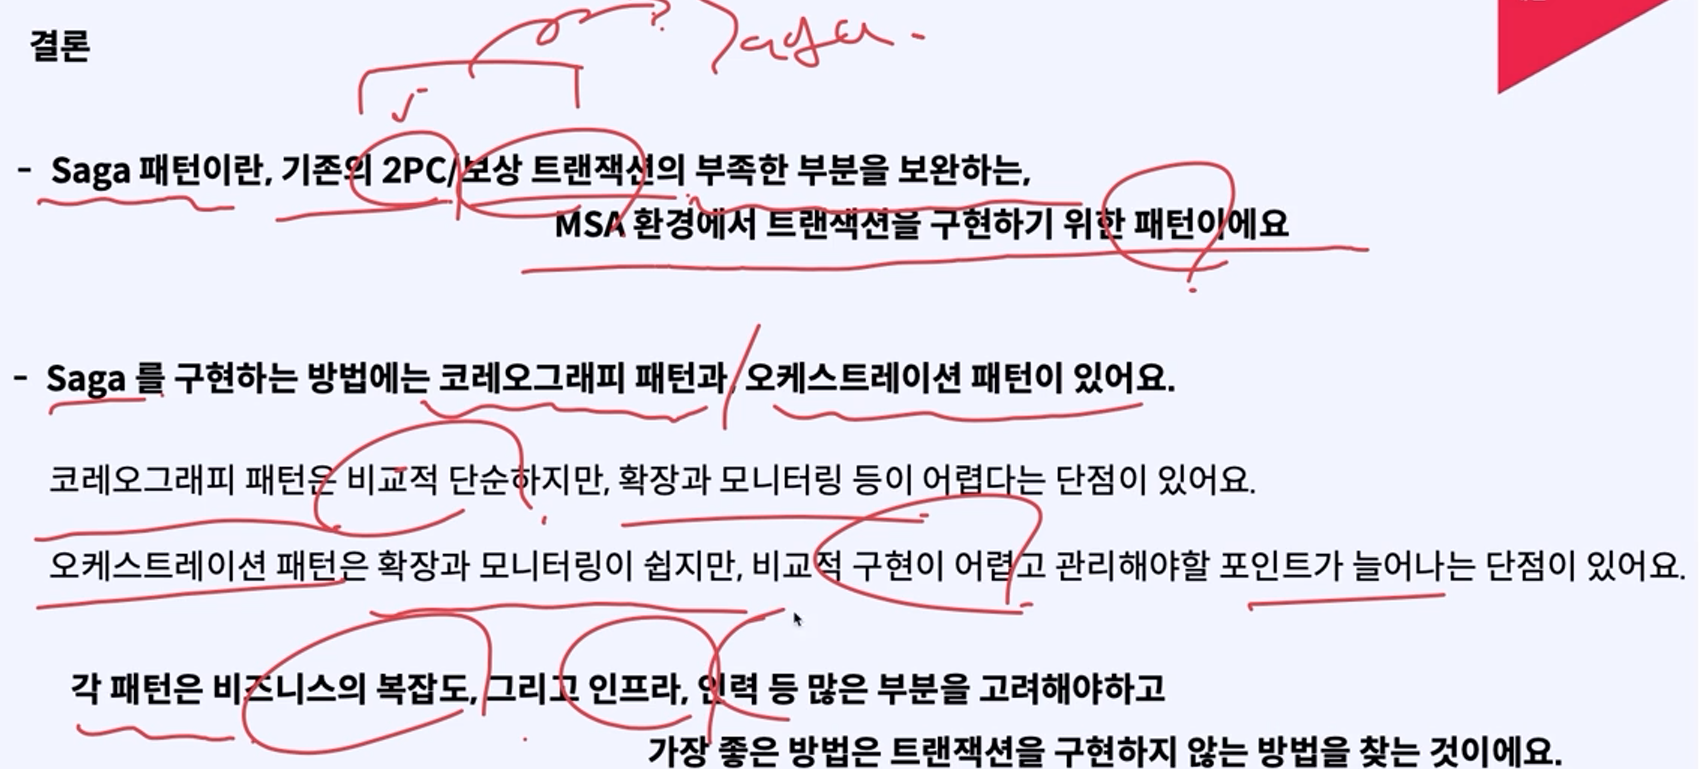 Saga.
결론
- Saga 패턴이란, 기존의 2PC/보상 트랜잭션의 부족한 부분을 보완하는,
MSA 환경에서 트랜잭션을 구현하기 위한 패턴이에요
- Saga 를 구현하는 방법에는 코레오그래피 패턴과, 오케스트레이션 패턴이 있어요.
코레오그래피 패턴은 비교적 단순하지만, 확장과 모니터링 등이 어렵다는 단점이 있어요.
오케스트레이션 패턴은 확장과 모니터링이 쉽지만, 비교적 구현이 어렵고 관리해야할 포인트가 늘어나는 단점이 있어요.
각 패턴은 비즈니스의 복잡도, 그리고 인프라, 인력 등 많은 부분을 고려해야하고
가장 좋은 방법은 트랜잭션을 구현하지 않는 방법을 찾는 것이에요.